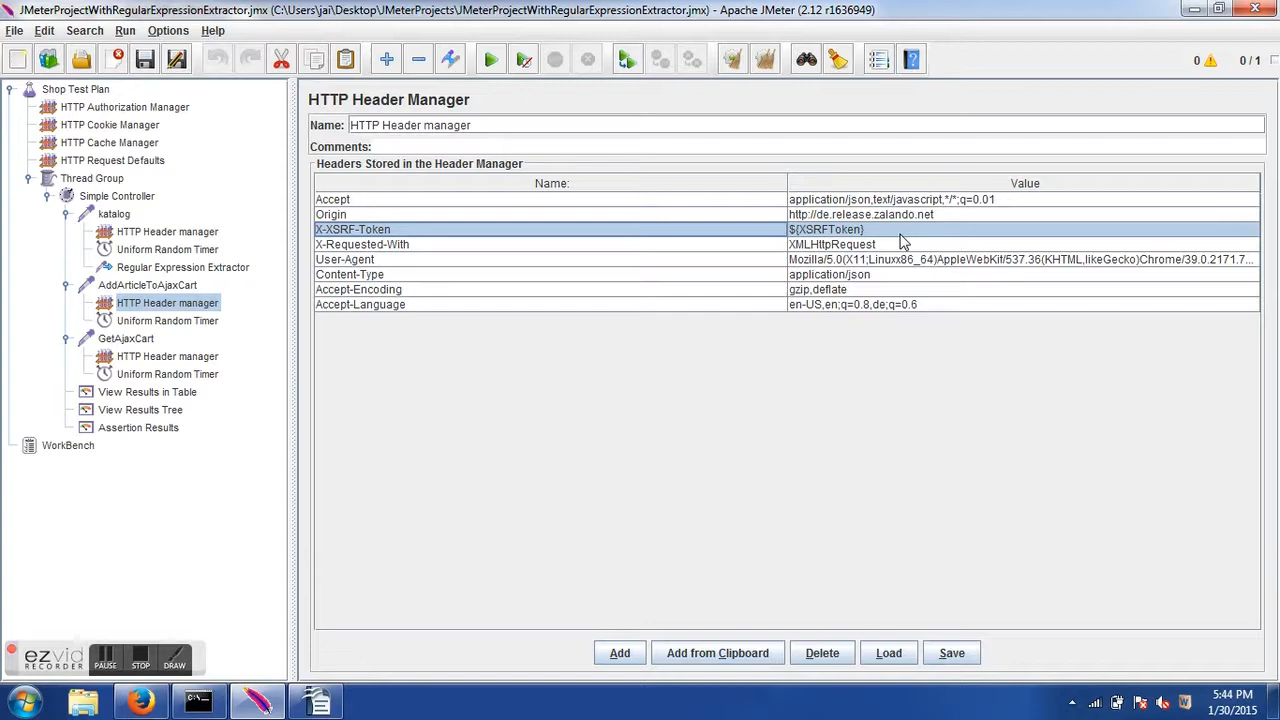 JMeterProjectWithRegularExpressionExtractor.jmx (C:\Users\jai\Desktop\JMeterProjects\JMeterProjectWithRegularExpressionExtractor.jmx) - Apache JMeter (2.12 r1636949)
File Edit Search Run Options Help
0 0 / 1
Shop Test Plan
HTTP Authorization Manager
HTTP Cookie Manager
HTTP Cache Manager
HTTP Request Defaults
Thread Group
Simple Controller
katalog
HTTP Header manager
Uniform Random Timer
Regular Expression Extractor
AddArticleToAjaxCart
HTTP Header manager
Uniform Random Timer
GetAjaxCart
HTTP Header manager
Uniform Random Timer
View Results in Table
View Results Tree
Assertion Results
WorkBench
HTTP Header Manager
Name: HTTP Header manager
Comments:
Headers Stored in the Header Manager
Name: Value
Accept application/json,text/javascript,*/*;q=0.01
Origin http://de.release.zalando.net
X-XSRF-Token ${XSRFToken}
X-Requested-With XMLHttpRequest
User-Agent Mozilla/5.0(X11;Linuxx86_64)AppleWebKit/537.36(KHTML,likeGecko)Chrome/39.0.2171.7...
Content-Type application/json
Accept-Encoding gzip,deflate
Accept-Language en-US,en;q=0.8,de;q=0.6
Add Add from Clipboard Delete Load Save
ezvid
RECORDER
PAUSE STOP DRAW
5:44 PM
1/30/2015